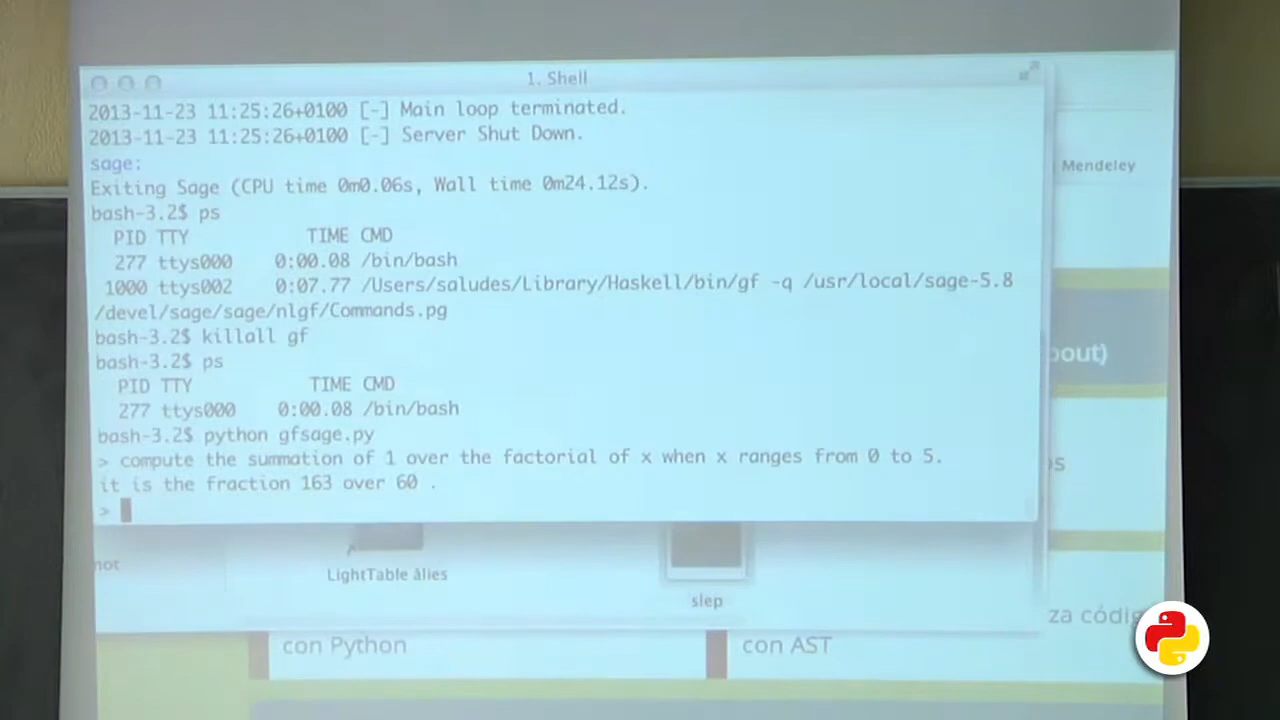 1. Shell
2013-11-23 11:25:26+0100 [-] Main loop terminated.
2013-11-23 11:25:26+0100 [-] Server Shut Down.
sage:
Exiting Sage (CPU time 0m0.06s, Wall time 0m24.12s).
bash-3.2$ ps
PID TTY TIME CMD
277 ttys000 0:00.08 /bin/bash
1000 ttys002 0:07.77 /Users/saludes/Library/Haskell/bin/gf -q /usr/local/sage-5.8
/devel/sage/sage/nlgf/Commands.pg
bash-3.2$ killall gf
bash-3.2$ ps
PID TTY TIME CMD
277 ttys000 0:00.08 /bin/bash
bash-3.2$ python gfsage.py
> compute the summation of 1 over the factorial of x when x ranges from 0 to 5.
it is the fraction 163 over 60 .
>
Mendeley
bout)
os
not
LightTable àlies
slep
za códig
con Python
con AST